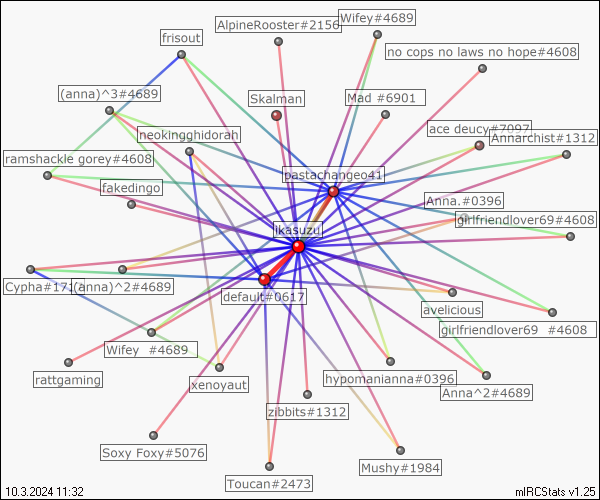 AlpineRooster#2156
Wifey#4689
frisout
no cops no laws no hope#4608
(anna)^3#4689
Skalman
Mad #6901
neokingghidorah
ace deucy#7097
Annarchist#1312
ramshackle gorey#4608
pastachangeo41
fakedingo
Anna.#0396
girlfriendlover69#4608
likasuzu
Cypha#17
(anna)^2#4689
default#0617
avelicious
girlfriendlover69 #4608
Wifey #4689
rattgaming
xenoyaut
hypomanianna#0396
Anna^2#4689
zibbits#1312
Soxy Foxy#5076
Mushy#1984
Toucan#2473
10.3.2024 11:32
mIRCStats v1.25